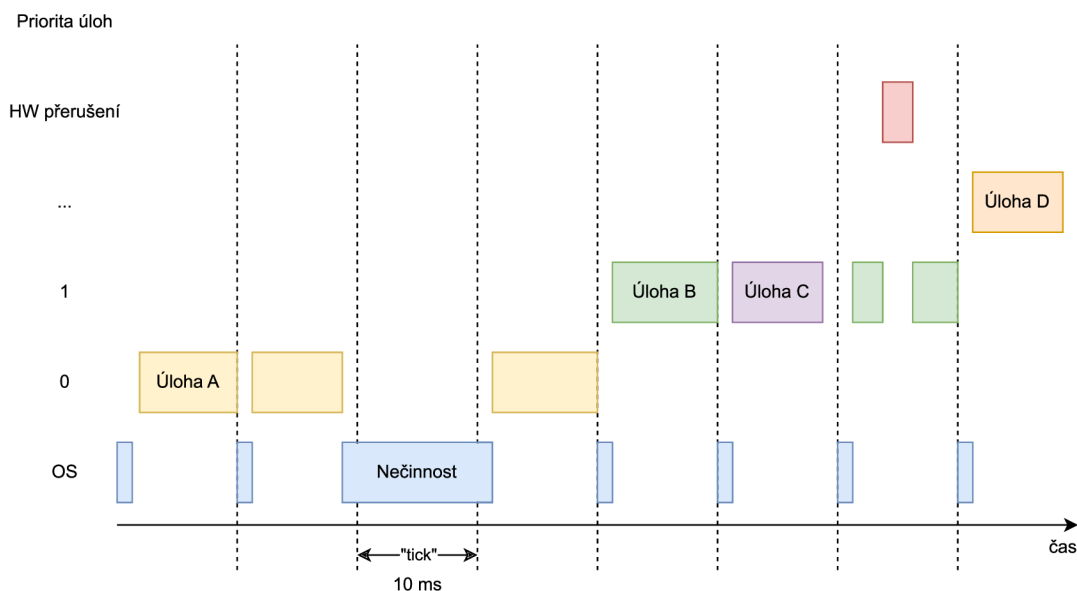 Priorita úloh
HW přerušení
...
Úloha D
1
Úloha B
Úloha C
0
Úloha A
OS
Nečinnost
"tick"
čas
10 ms